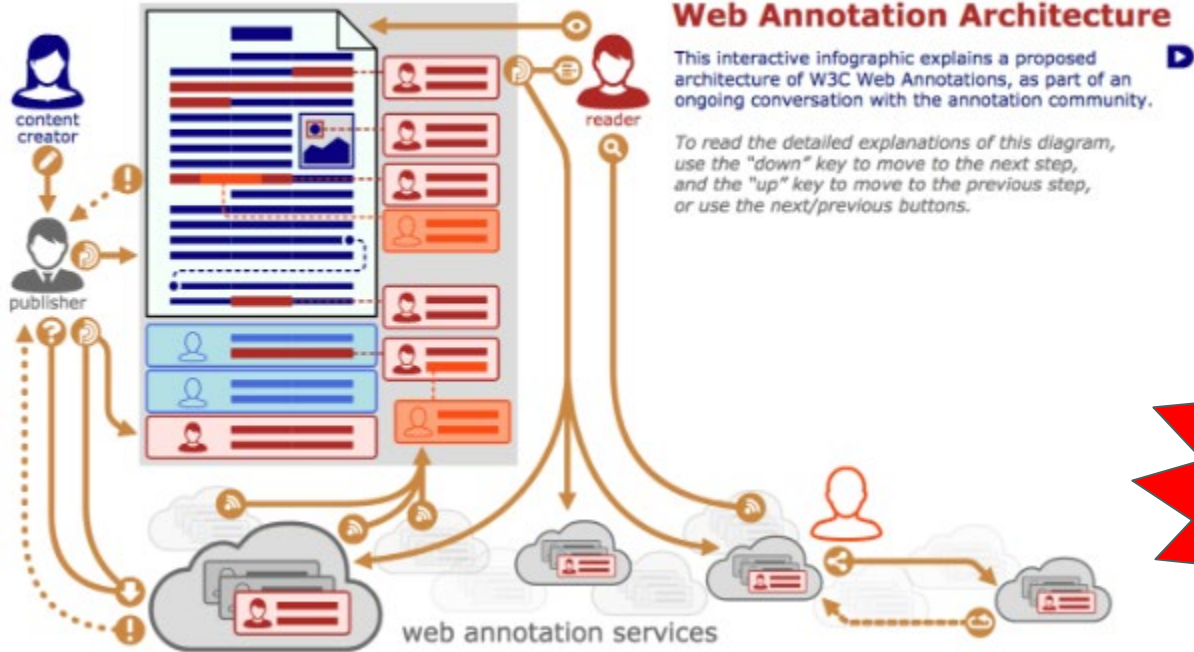 Web Annotation Architecture
This interactive infographic explains a proposed
architecture of W3C Web Annotations, as part of an
ongoing conversation with the annotation community.
To read the detailed explanations of this diagram,
use the "down" key to move to the next step,
and the "up" key to move to the previous step,
or use the next/previous buttons.
content
creator
reader
publisher
web annotation services